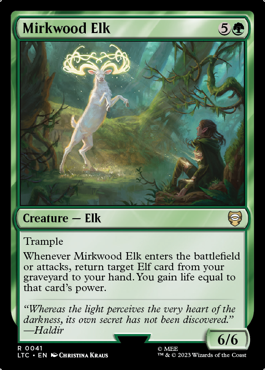 Mirkwood Elk 5
Creature — Elk
Trample
Whenever Mirkwood Elk enters the battlefield
or attacks, return target Elf card from your
graveyard to your hand. You gain life equal to
that card's power.
“Whereas the light perceives the very heart of the
darkness, its own secret has not been discovered.”
—Haldir
6/6
R 0041 © MEE
LTC • EN Christina Kraus ™ & © 2023 Wizards of the Coast